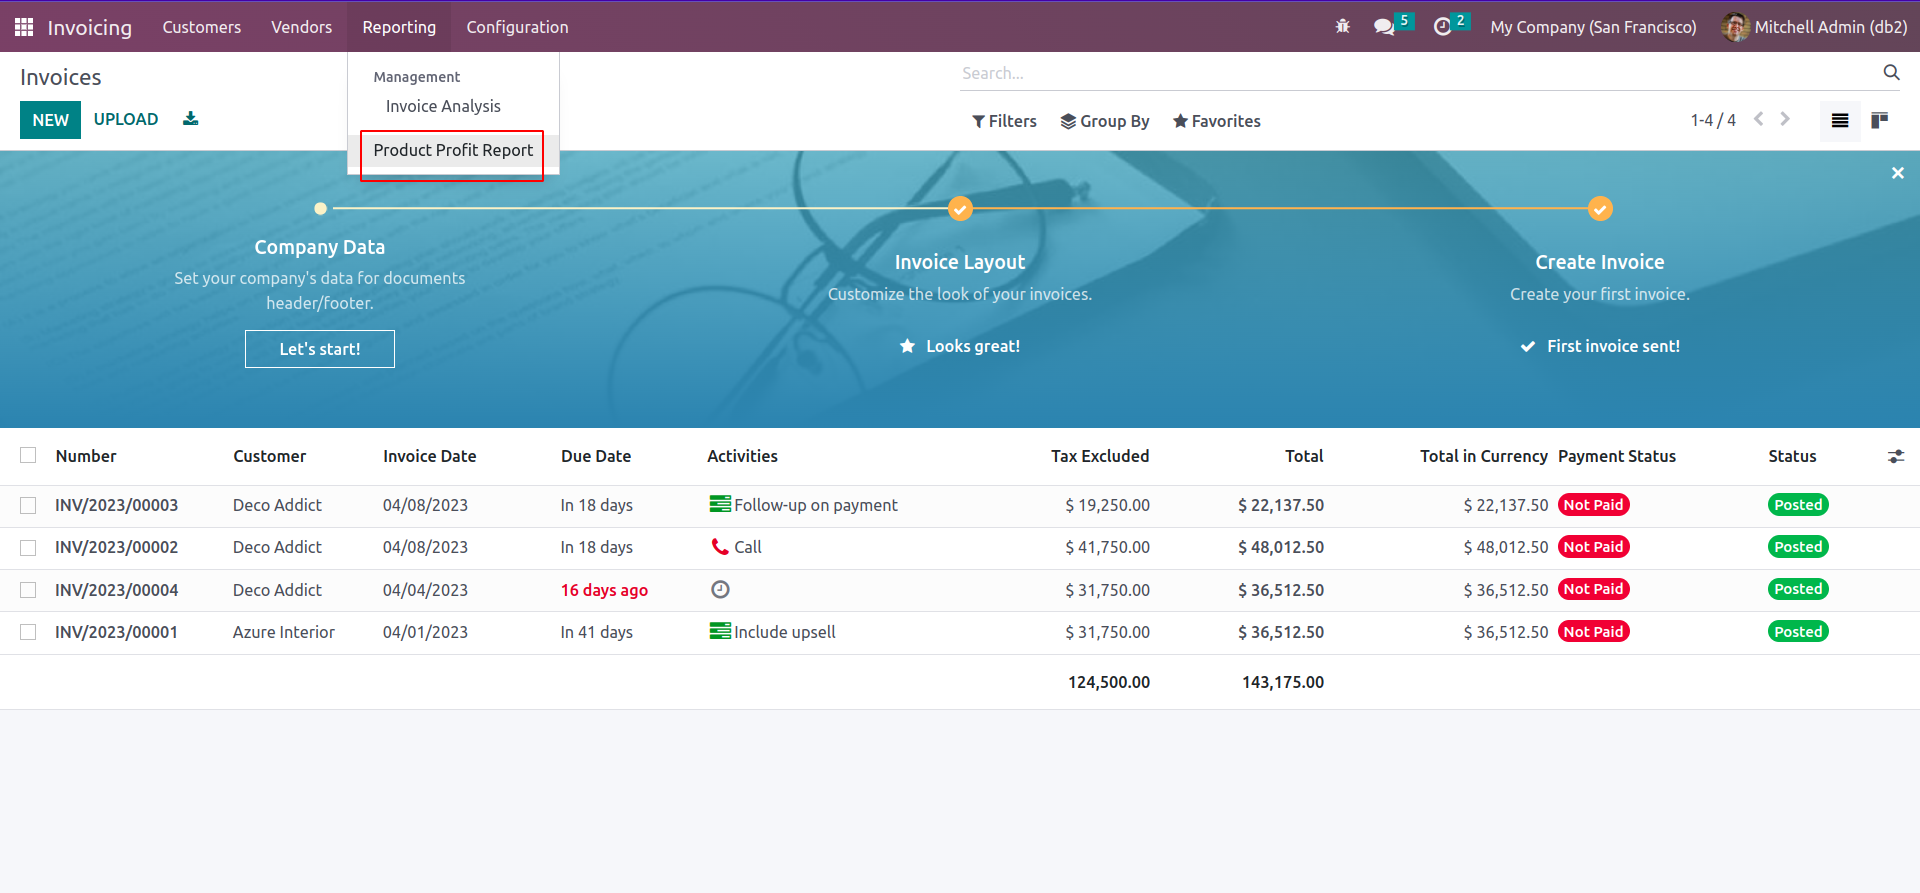 Invoicing Customers Vendors Reporting Configuration 5 2 My Company (San Francisco) Mitchell Admin (db2)
Invoices
Management
Search...
Invoice Analysis
NEW UPLOAD
Filters Group By Favorites 1-4 / 4
Product Profit Report
Company Data
Set your company's data for documents
header/footer.
Let's start!
Invoice Layout
Customize the look of your invoices.
Looks great!
Create Invoice
Create your first invoice.
First invoice sent!
Number Customer Invoice Date Due Date Activities Tax Excluded Total Total in Currency Payment Status Status
INV/2023/00003 Deco Addict 04/08/2023 In 18 days Follow-up on payment $ 19,250.00 $ 22,137.50 $ 22,137.50 Not Paid Posted
INV/2023/00002 Deco Addict 04/08/2023 In 18 days Call $ 41,750.00 $ 48,012.50 $ 48,012.50 Not Paid Posted
INV/2023/00004 Deco Addict 04/04/2023 16 days ago $ 31,750.00 $ 36,512.50 $ 36,512.50 Not Paid Posted
INV/2023/00001 Azure Interior 04/01/2023 In 41 days Include upsell $ 31,750.00 $ 36,512.50 $ 36,512.50 Not Paid Posted
124,500.00 143,175.00